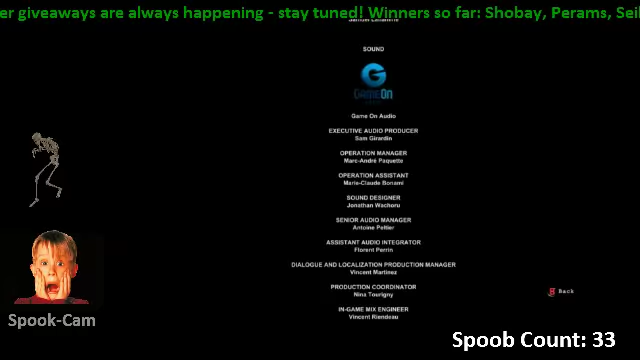 er giveaways are always happening - stay tuned! Winners so far: Shobay, Perams, Seil
SOUND
GAMEON
Game On Audio
EXECUTIVE AUDIO PRODUCER
Sam Girardin
OPERATION MANAGER
Marc-André Paquette
OPERATION ASSISTANT
Marie-Claude Bonami
SOUND DESIGNER
Jonathan Wachoru
SENIOR AUDIO MANAGER
Antoine Peltier
ASSISTANT AUDIO INTEGRATOR
Florent Perrin
DIALOGUE AND LOCALIZATION PRODUCTION MANAGER
Vincent Martinez
PRODUCTION COORDINATOR
Nina Tourigny
Back
IN-GAME MIX ENGINEER
Vincent Riendeau
Spook-Cam
Spoob Count: 33